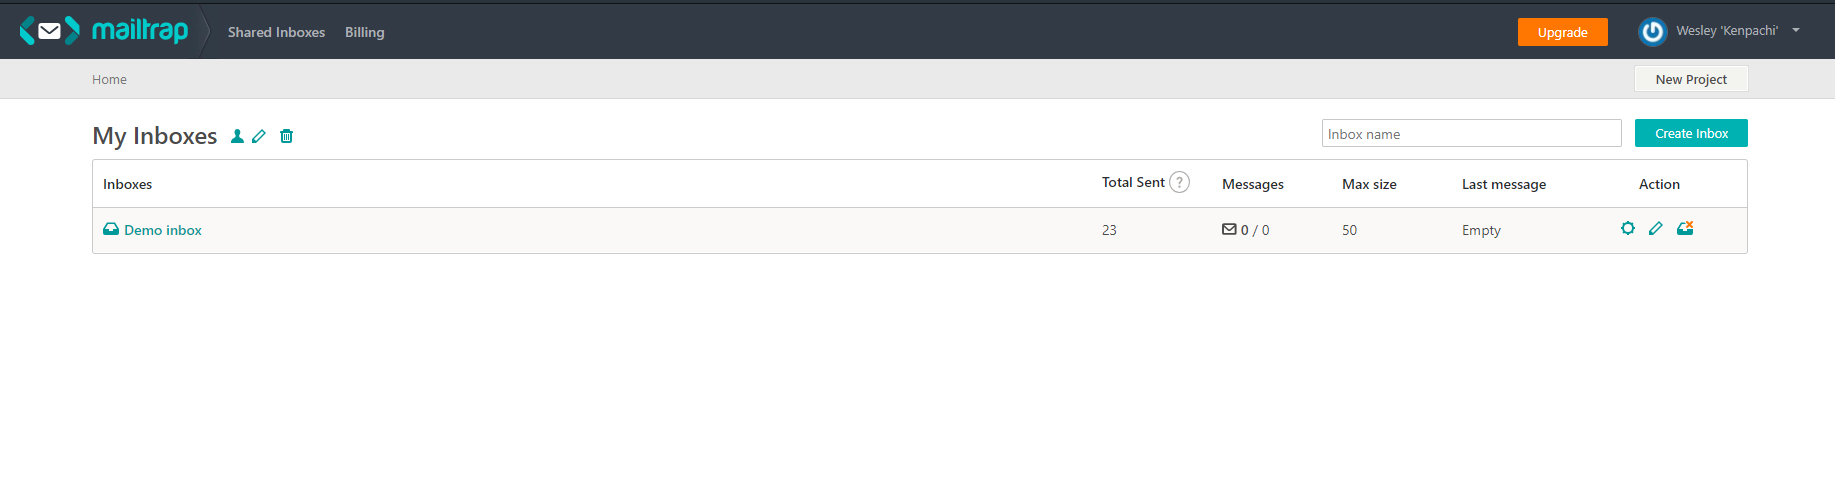 mailtrap Shared Inboxes Billing Upgrade Wesley 'Kenpachi'
Home New Project
My Inboxes Inbox name Create Inbox
Inboxes Total Sent ? Messages Max size Last message Action
Demo inbox 23 0 / 0 50 Empty